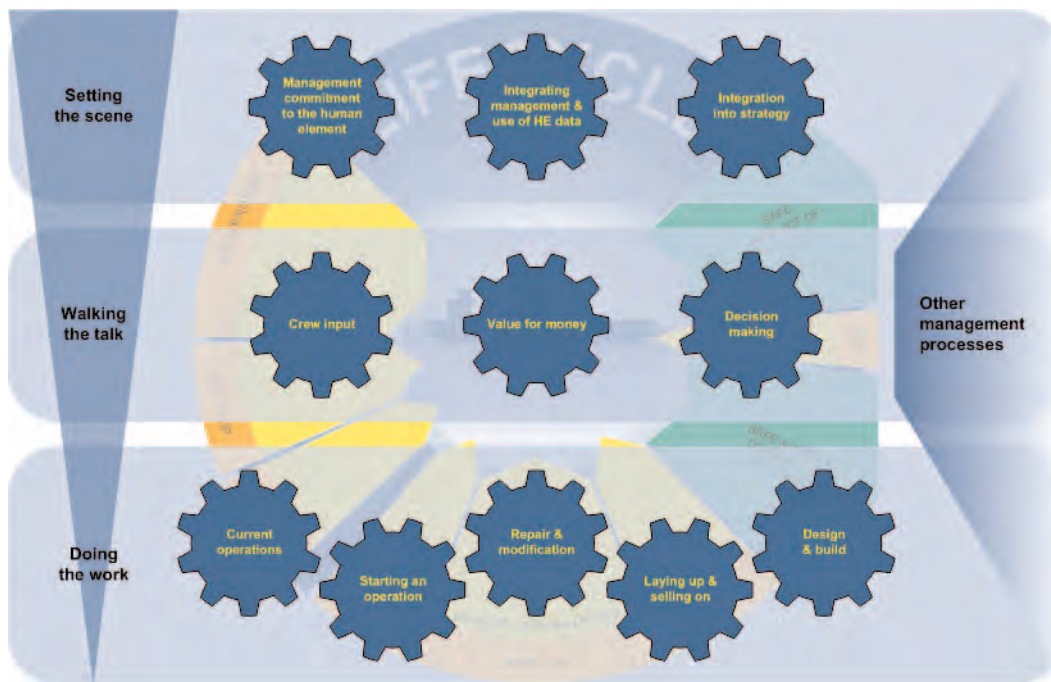 Setting
the scene
Management
commitment
to the human
element
Integrating
management &
use of HE data
Integration
into strategy
Walking
the talk
Crew input
Value for money
Decision
making
Other
management
processes
Doing
the work
Current
operations
Starting an
operation
Repair &
modification
Laying up &
selling on
Design
& build